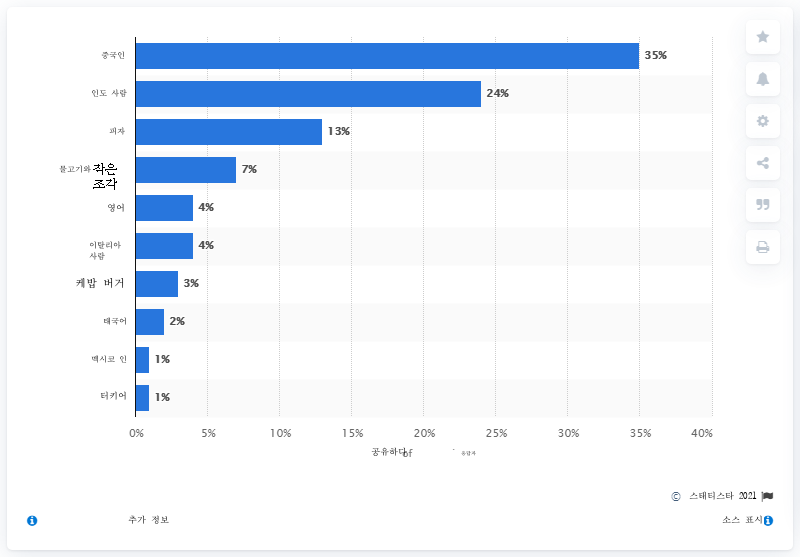 중국인 35%
인도 사람 24%
피자 13%
물고기와 작은 조각 7%
영어 4%
이탈리아 사람 4%
케밥 버거 3%
태국어 2%
멕시코 인 1%
터키어 1%
0% 5% 10% 15% 20% 25% 30% 35% 40%
공유하다 of
© 스태티스타 2021
추가 정보 소스 표시